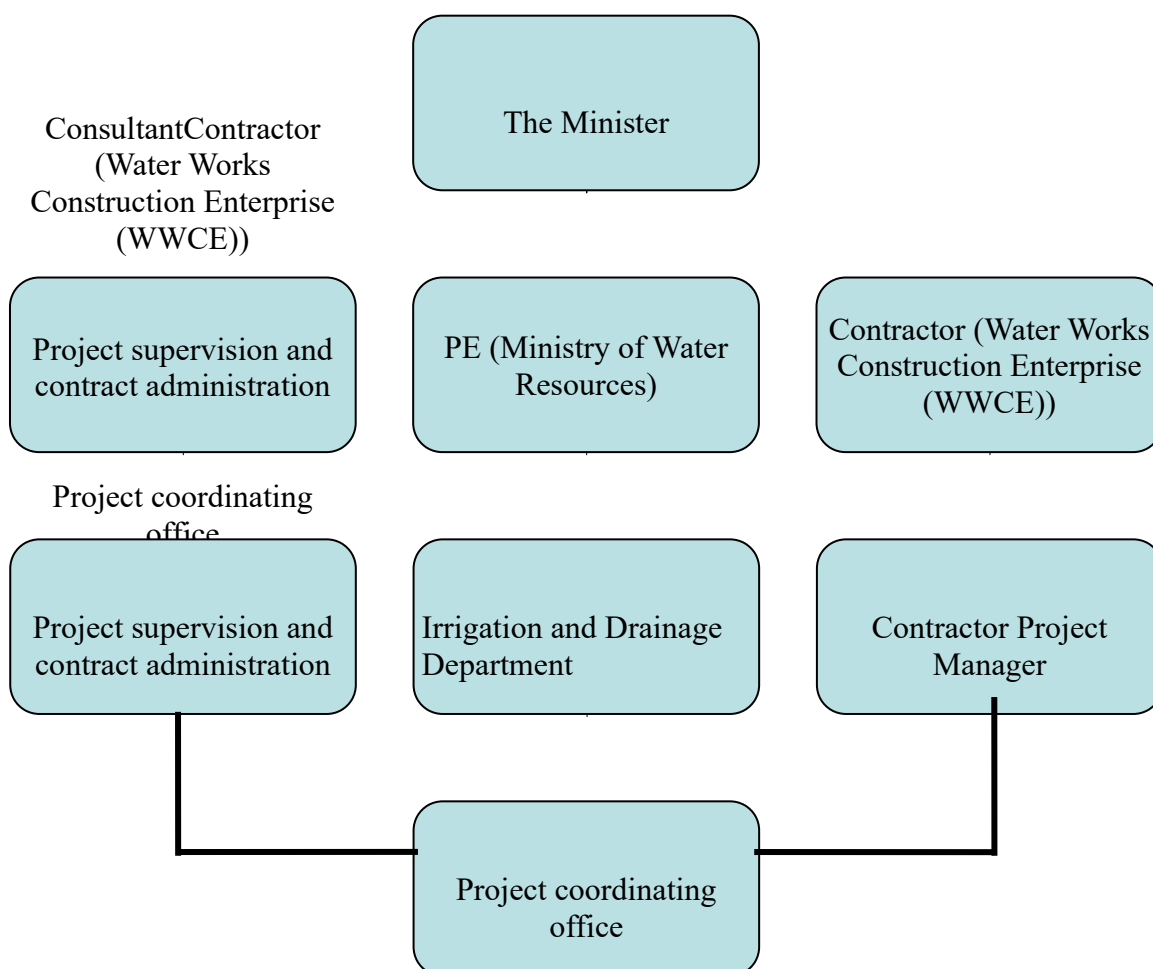 The Minister
ConsultantContractor
(Water Works
Construction Enterprise
(WWCE))
Project supervision and
contract administration
PE (Ministry of Water
Resources)
Contractor (Water Works
Construction Enterprise
(WWCE))
Project coordinating
office
Project supervision and
contract administration
Irrigation and Drainage
Department
Contractor Project
Manager
Project coordinating
office